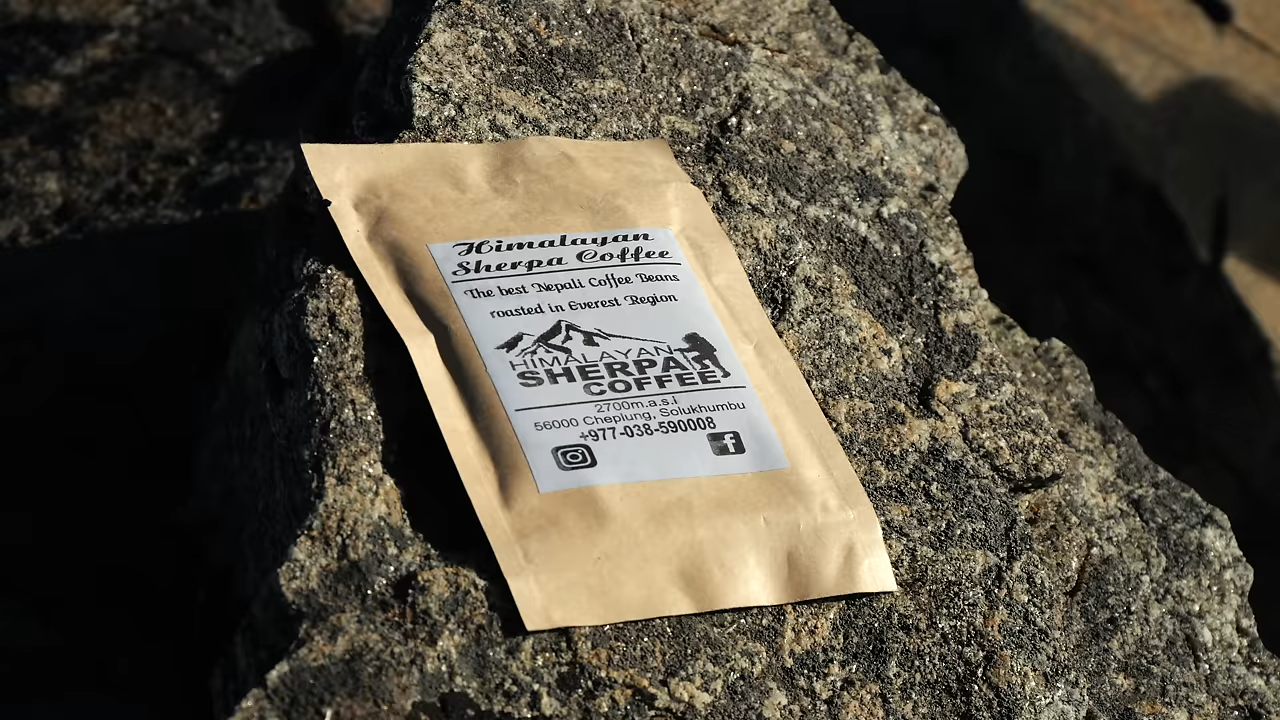 Himalayan
Sherpa Coffee
The best Nepali Coffee Beans
roasted in Everest Region
HIMALAYAN
SHERPA
COFFEE
2700m.a.s.l
56000 Cheplung, Solukhumbu
+977-038-590008
f